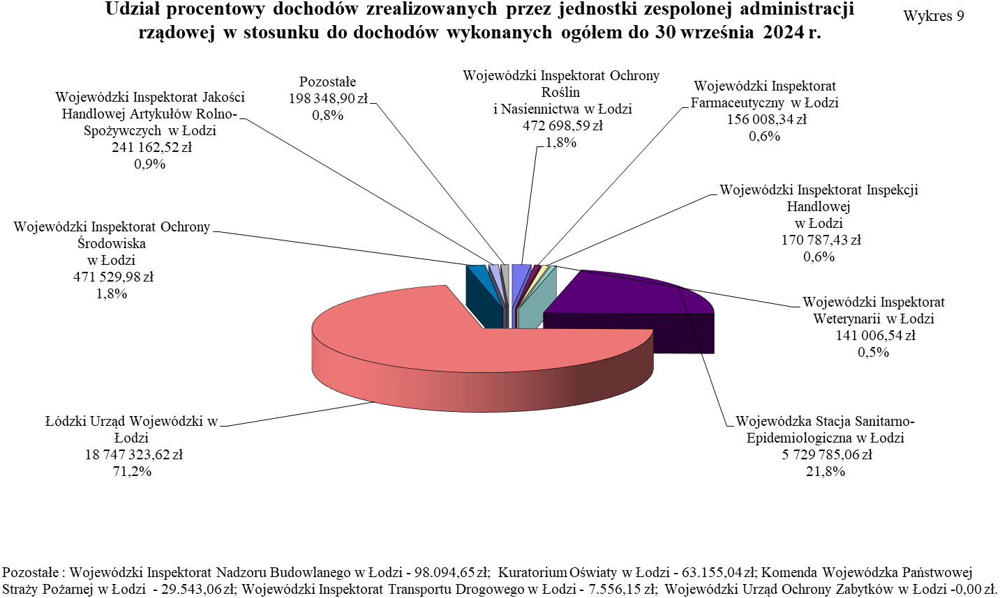 Udział procentowy dochodów zrealizowanych przez jednostki zespolonej administracji
rządowej w stosunku do dochodów wykonanych ogółem do 30 września 2024 r.
Wykres 9
Wojewódzki Inspektorat Jakości
Handlowej Artykułów Rolno-
Spożywczych w Łodzi
241 162,52 zł
0,9%
Pozostałe
198 348,90 zł
0,8%
Wojewódzki Inspektorat Ochrony
Roślin
i Nasiennictwa w Łodzi
472 698,59 zł
1,8%
Wojewódzki Inspektorat
Farmaceutyczny w Łodzi
156 008,34 zł
0,6%
Wojewódzki Inspektorat Inspekcji
Handlowej
w Łodzi
170 787,43 zł
0,6%
Wojewódzki Inspektorat Ochrony
Środowiska
w Łodzi
471 529,98 zł
1,8%
Wojewódzki Inspektorat
Weterynarii w Łodzi
141 006,54 zł
0,5%
Łódzki Urząd Wojewódzki w
Łodzi
18 747 323,62 zł
71,2%
Wojewódzka Stacja Sanitarno-
Epidemiologiczna w Łodzi
5 729 785,06 zł
21,8%
Pozostałe : Wojewódzki Inspektorat Nadzoru Budowlanego w Łodzi - 98.094,65 zł; Kuratorium Oświaty w Łodzi - 63.155,04 zł; Komenda Wojewódzka Państwowej
Straży Pożarnej w Łodzi - 29.543,06 zł; Wojewódzki Inspektorat Transportu Drogowego w Łodzi - 7.556,15 zł; Wojewódzki Urząd Ochrony Zabytków w Łodzi -0,00 zł.